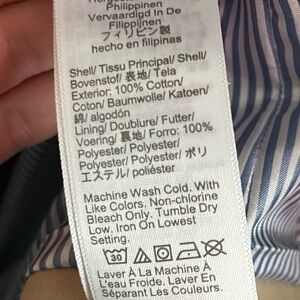 Philippinen
Vervaardigd In De
Filippijnen
フィリピン製
hecho en filipinas
Shell/ Tissu Principal/ Shell/
Bovenstof/ 表地/Tela
Exterior: 100% Cotton/
Coton/ Baumwolle/ Katoen/
綿/ algodón
Lining/ Doublure/ Futter/
Voering/ 裏地/ Forro: 100%
Polyester/ Polyester/
Polyester/ Polyester/ ポリ
エステル/ poliéster
Machine Wash Cold. With
Like Colors. Non-chlorine
Bleach Only. Tumble Dry
Low. Iron On Lowest
Setting.
30
Laver À La Machine À
L'eau Froide. Laver En
Séparant Les Couleurs.